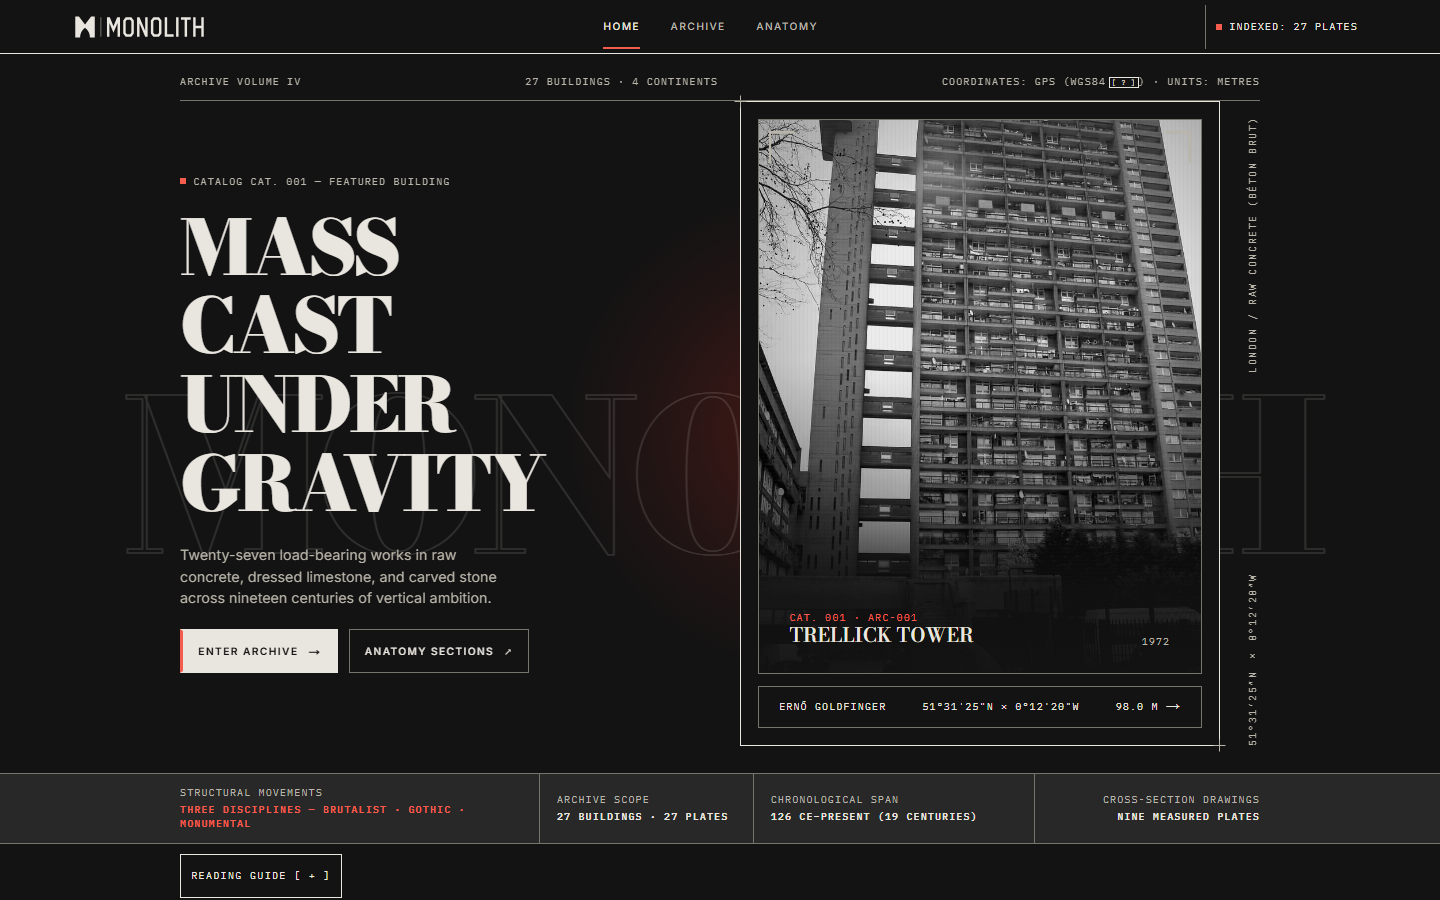 MONOLITH
HOME
ARCHIVE
ANATOMY
INDEXED: 27 PLATES
ARCHIVE VOLUME IV
27 BUILDINGS · 4 CONTINENTS
COORDINATES: GPS (WGS84 [ ? ]) · UNITS: METRES
CATALOG CAT. 001 — FEATURED BUILDING
MASS
CAST
UNDER
GRAVITY
Twenty-seven load-bearing works in raw
concrete, dressed limestone, and carved stone
across nineteen centuries of vertical ambition.
ENTER ARCHIVE →
ANATOMY SECTIONS ↗
CAT. 001 · ARC-001
TRELLICK TOWER
1972
ERNŐ GOLDFINGER
51°31'25"N × 0°12'20"W
98.0 M →
LONDON / RAW CONCRETE (BÉTON BRUT)
51°31'25"N × 0°12'20"W
STRUCTURAL MOVEMENTS
THREE DISCIPLINES — BRUTALIST · GOTHIC ·
MONUMENTAL
ARCHIVE SCOPE
27 BUILDINGS · 27 PLATES
CHRONOLOGICAL SPAN
126 CE–PRESENT (19 CENTURIES)
CROSS-SECTION DRAWINGS
NINE MEASURED PLATES
READING GUIDE [ + ]